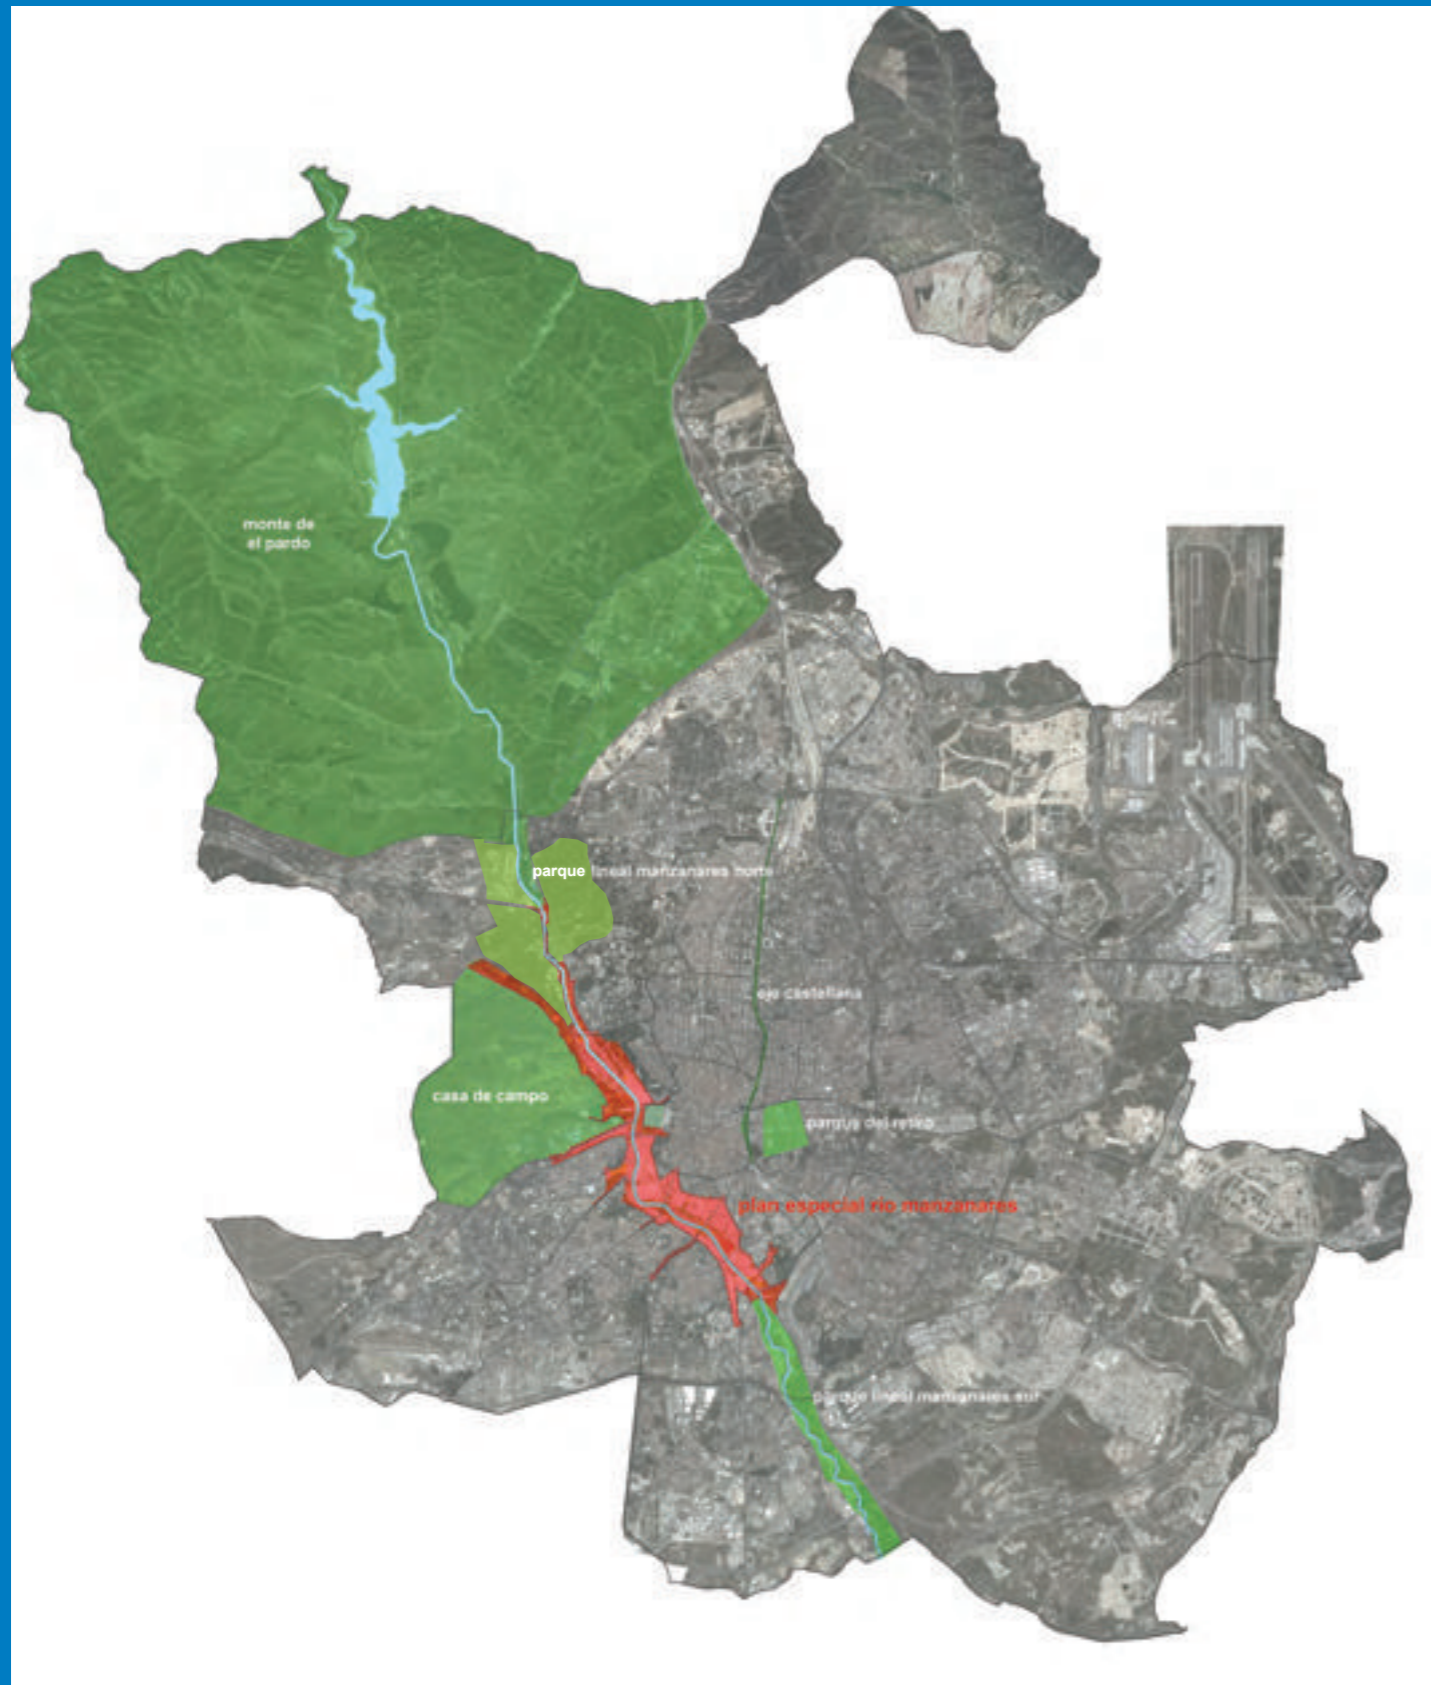 monte de
el pardo
parque lineal manzanares norte
eje castellana
casa de campo
parque del retiro
plan especial río manzanares
parque lineal manzanares sur